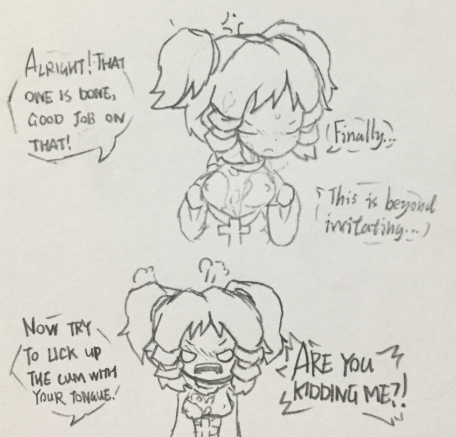 ALRIGHT! THAT
ONE IS DONE,
GOOD JOB ON
THAT!
Finally...
This is beyond
irritating...
NOW TRY
TO LICK UP
THE CUM WITH
YOUR TONGUE!
ARE YOU
KIDDING ME?!